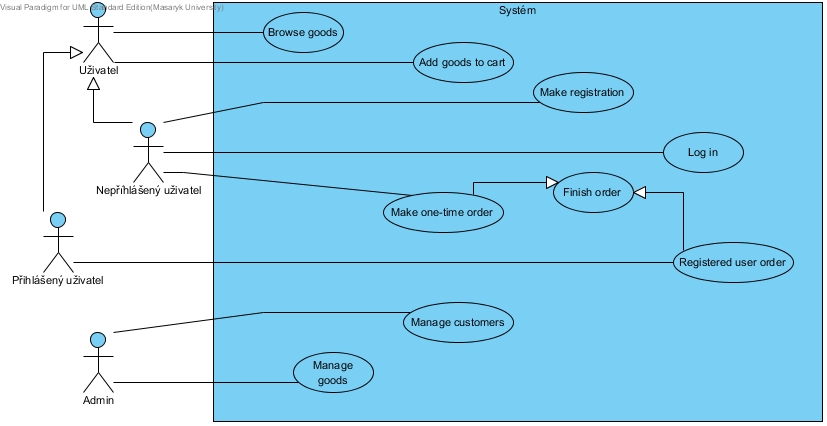 Visual Paradigm for UML Standard Edition(Masaryk University)
Systém
Browse goods
Uživatel
Add goods to cart
Make registration
Log in
Nepřihlášený uživatel
Finish order
Make one-time order
Přihlášený uživatel
Registered user order
Manage customers
Manage
goods
Admin